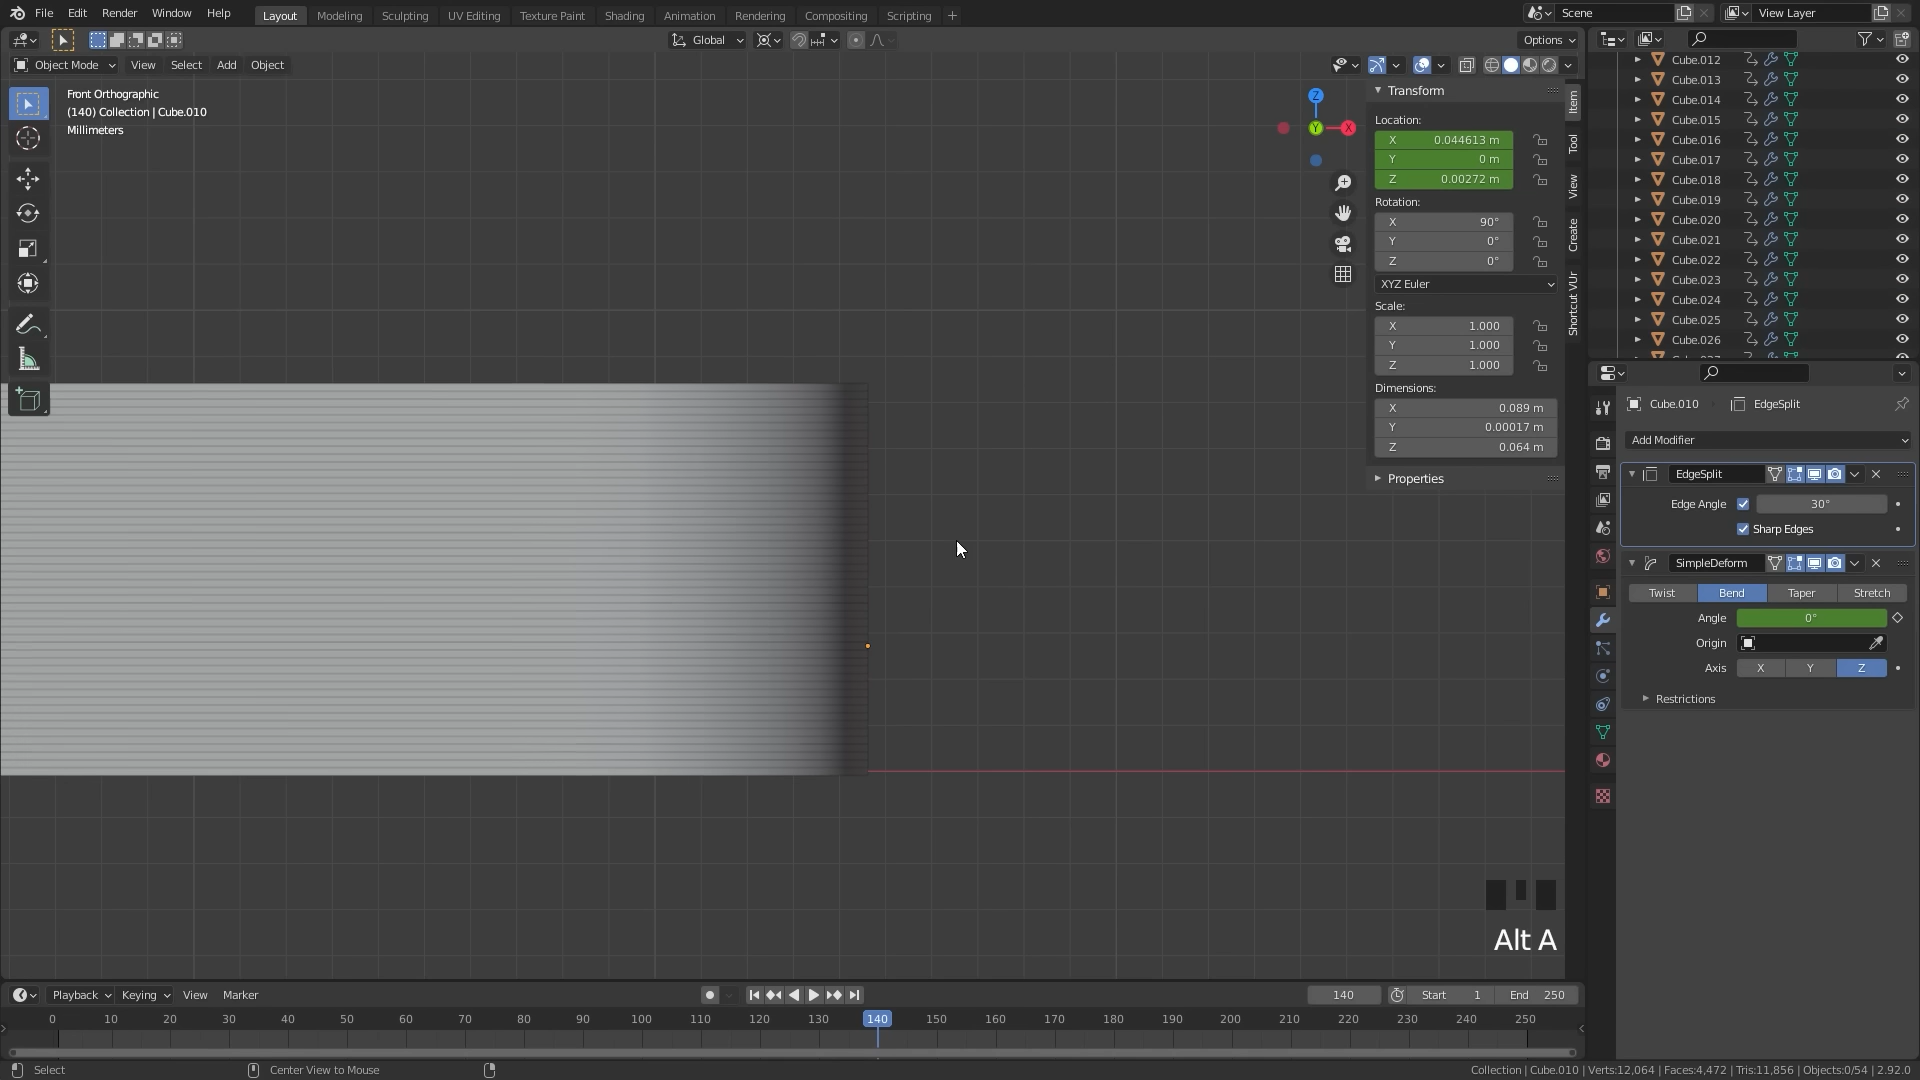 File Edit Render Window Help
Layout Modeling Sculpting UV Editing Texture Paint Shading Animation Rendering Compositing Scripting +
Scene
View Layer
Global
Options
Object Mode View Select Add Object
Front Orthographic
(140) Collection | Cube.010
Millimeters
Z
Y
X
Transform
Location:
X 0.044613 m
Y 0 m
Z 0.00272 m
Rotation:
X 90°
Y 0°
Z 0°
XYZ Euler
Scale:
X 1.000
Y 1.000
Z 1.000
Dimensions:
X 0.089 m
Y 0.00017 m
Z 0.064 m
Properties
Item
Tool
View
Create
Shortcut VUr
Cube.012
Cube.013
Cube.014
Cube.015
Cube.016
Cube.017
Cube.018
Cube.019
Cube.020
Cube.021
Cube.022
Cube.023
Cube.024
Cube.025
Cube.026
Cube.010 EdgeSplit
Add Modifier
EdgeSplit
Edge Angle 30°
Sharp Edges
SimpleDeform
Twist Bend Taper Stretch
Angle 0°
Origin
Axis X Y Z
Restrictions
Alt A
Playback Keying View Marker
140 Start 1 End 250
0 10 20 30 40 50 60 70 80 90 100 110 120 130 140 150 160 170 180 190 200 210 220 230 240 250
Select Center View to Mouse
Collection | Cube.010 | Verts:12,064 | Faces:4,472 | Tris:11,856 | Objects:0/54 | 2.92.0